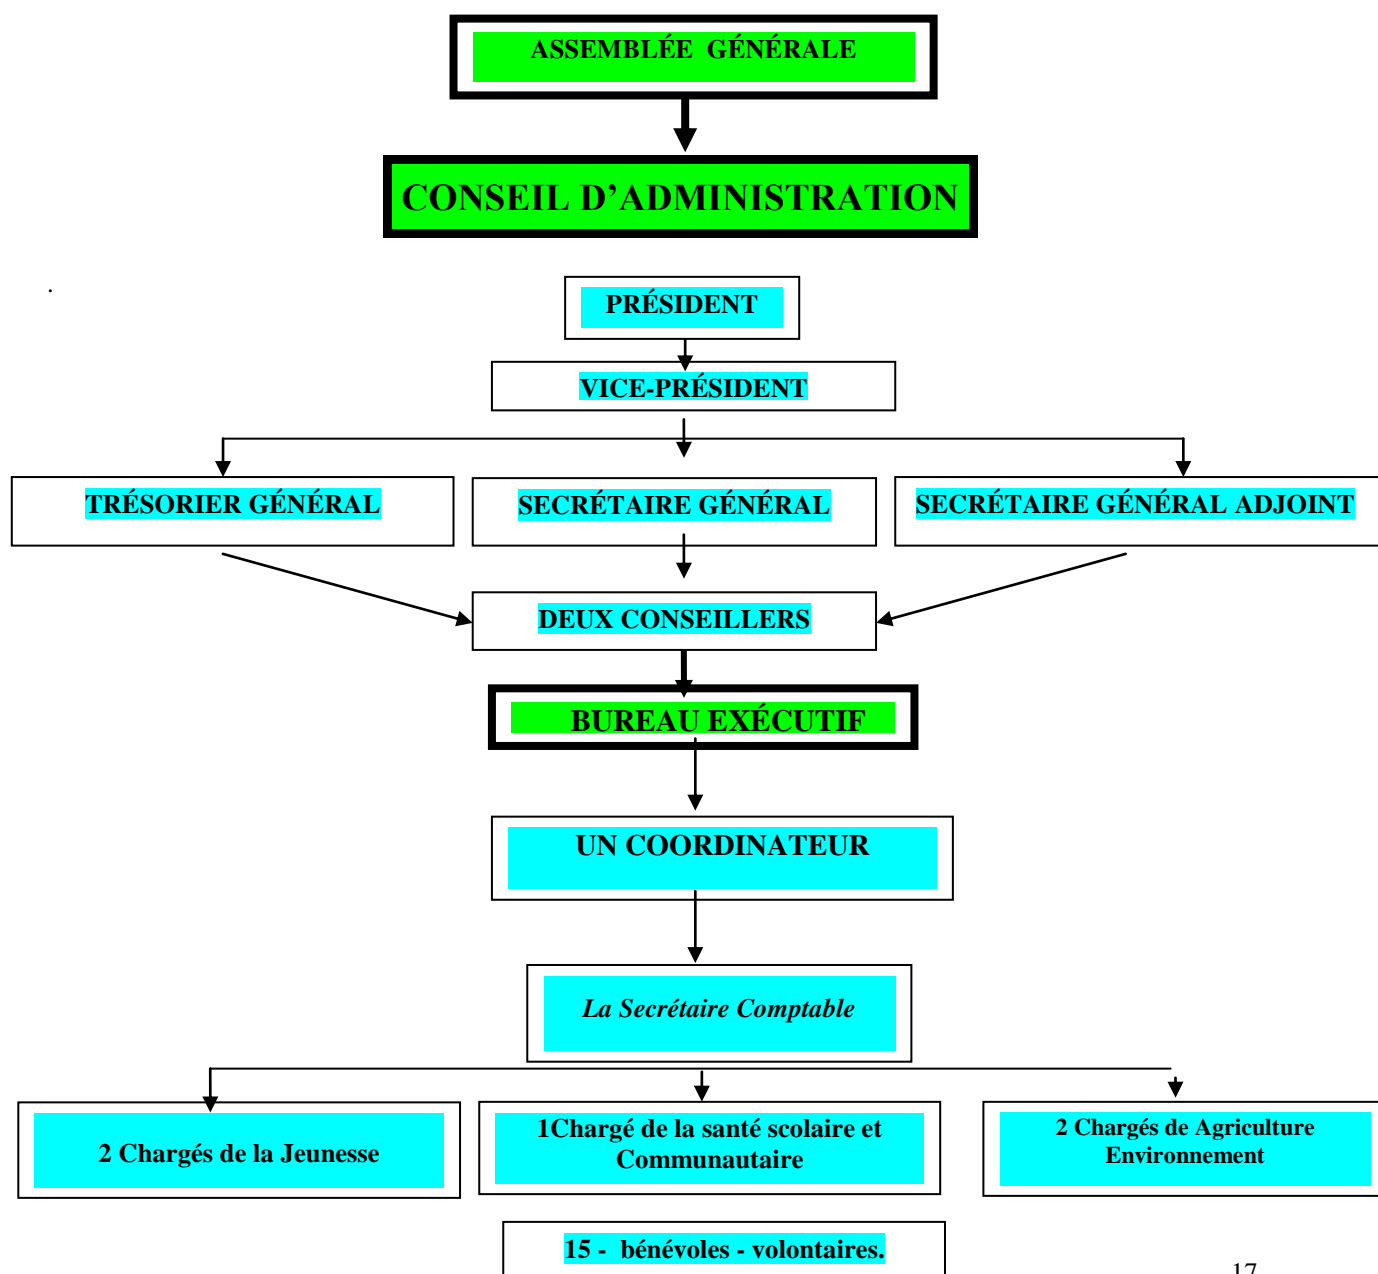 ASSEMBLÉE GÉNÉRALE
CONSEIL D’ADMINISTRATION
.
PRÉSIDENT
VICE-PRÉSIDENT
TRÉSORIER GÉNÉRAL
SECRÉTAIRE GÉNÉRAL
SECRÉTAIRE GÉNÉRAL ADJOINT
DEUX CONSEILLERS
BUREAU EXÉCUTIF
UN COORDINATEUR
La Secrétaire Comptable
2 Chargés de la Jeunesse
1Chargé de la santé scolaire et
Communautaire
2 Chargés de Agriculture
Environnement
15 - bénévoles - volontaires.
17